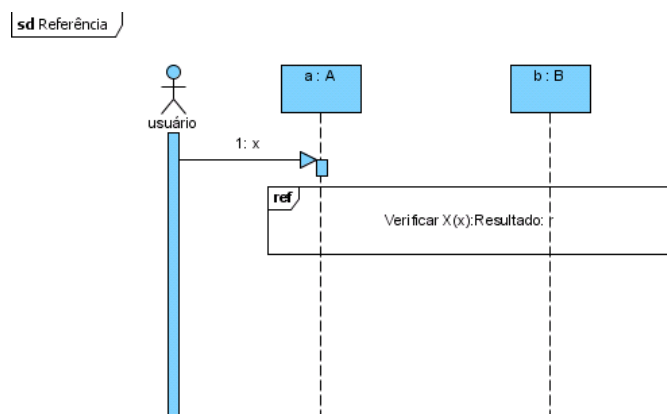 sd Referência
a : A
b : B
usuário
1: x
ref
Verificar X(x):Resultado: r